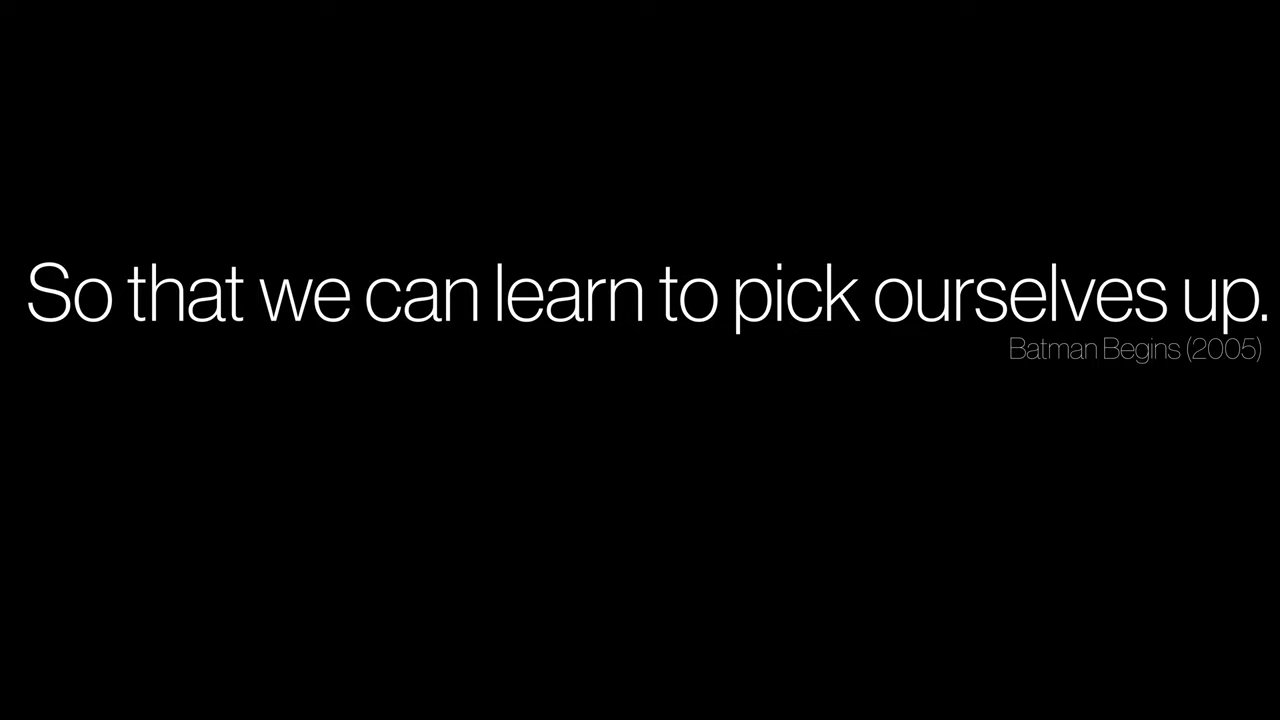 So that we can learn to pick ourselves up.
Batman Begins (2005)